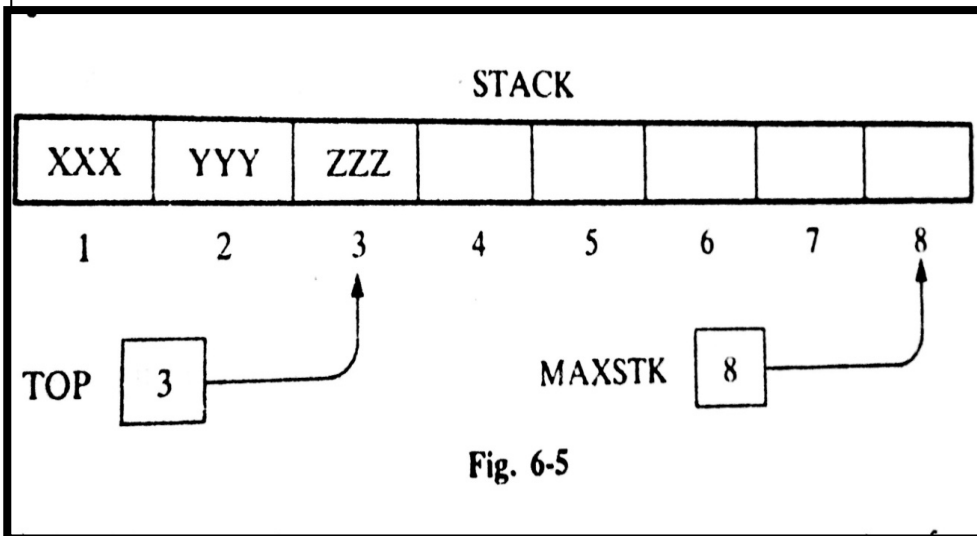 STACK
XXX YYY ZZZ
1 2 3 4 5 6 7 8
TOP 3 MAXSTK 8
Fig. 6-5